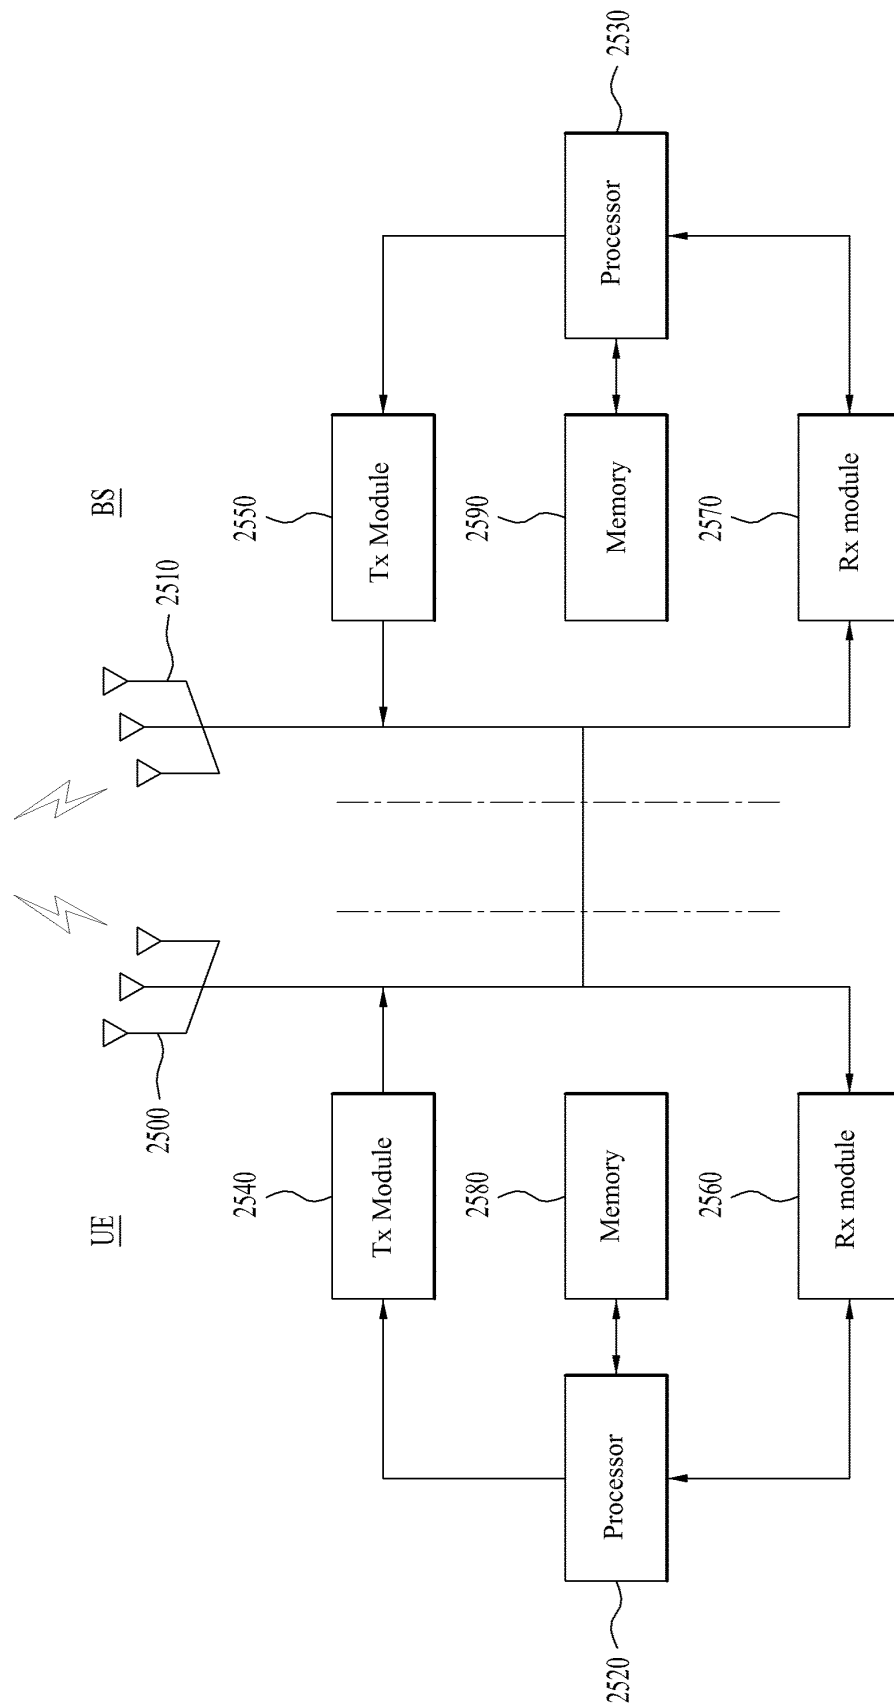 UE
BS
2500
2510
2540
Tx Module
2550
Tx Module
2520
Processor
2580
Memory
2590
Memory
Processor
2530
2560
Rx module
2570
Rx module